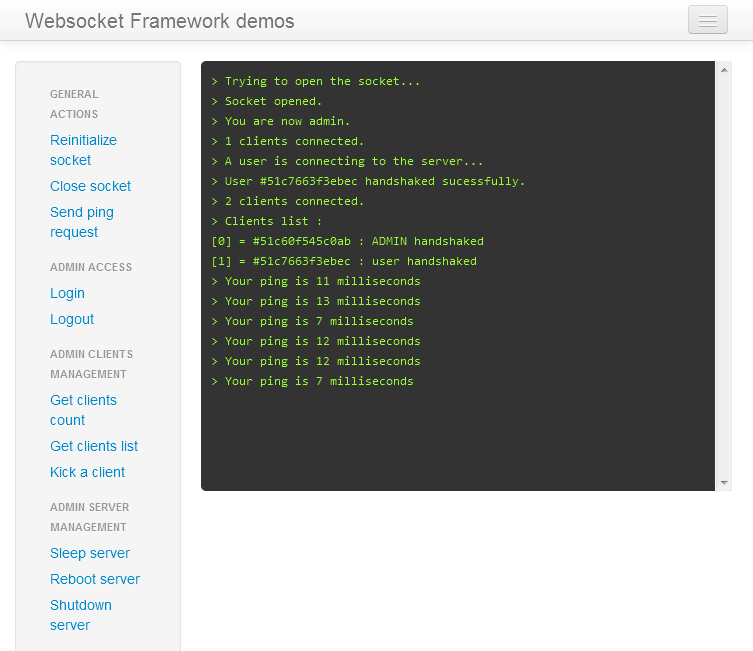 Websocket Framework demos
GENERAL
ACTIONS
Reinitialize
socket
Close socket
Send ping
request
ADMIN ACCESS
Login
Logout
ADMIN CLIENTS
MANAGEMENT
Get clients
count
Get clients list
Kick a client
ADMIN SERVER
MANAGEMENT
Sleep server
Reboot server
Shutdown
server
> Trying to open the socket...
> Socket opened.
> You are now admin.
> 1 clients connected.
> A user is connecting to the server...
> User #51c7663f3ebec handshaked sucessfully.
> 2 clients connected.
> Clients list :
[0] = #51c60f545c0ab : ADMIN handshaked
[1] = #51c7663f3ebec : user handshaked
> Your ping is 11 milliseconds
> Your ping is 13 milliseconds
> Your ping is 7 milliseconds
> Your ping is 12 milliseconds
> Your ping is 12 milliseconds
> Your ping is 7 milliseconds